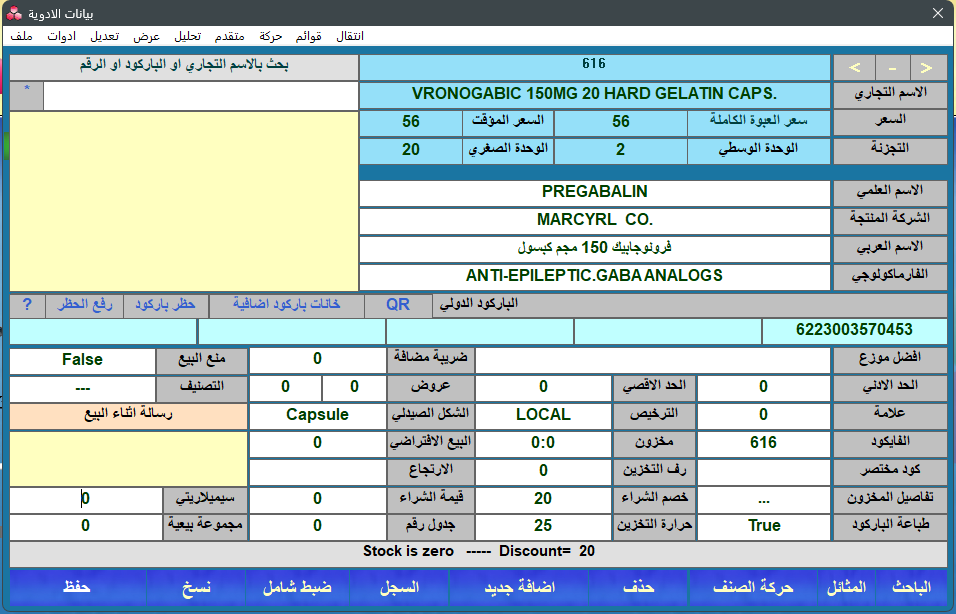 بيانات الادوية
ملف ادوات تعديل عرض تحليل متقدم حركة قوائم انتقال
< - > 616 بحث بالاسم التجاري او الباركود او الرقم
الاسم التجاري VRONOGABIC 150MG 20 HARD GELATIN CAPS. *
السعر سعر العبوة الكاملة 56 السعر المؤقت 56
التجزئة الوحدة الوسطي 2 الوحدة الصغري 20
الاسم العلمي PREGABALIN
الشركة المنتجة MARCYRL CO.
الاسم العربي فرونوجابيك 150 مجم كبسول
الفارماكولوجي ANTI-EPILEPTIC.GABA ANALOGS
الباركود الدولي QR خانات باركود اضافية حظر باركود رفع الحظر ?
6223003570453
افضل موزع ضريبة مضافة 0 منع البيع False
الحد الادني 0 الحد الاقصي 0 عروض 0 0 التصنيف ---
علامة 0 الترخيص LOCAL الشكل الصيدلي Capsule رسالة اثناء البيع
الفايكود 616 مخزون 0:0 البيع الافتراضي 0
كود مختصر رف التخزين 0 الارتجاع
تفاصيل المخزون ... خصم الشراء 20 قيمة الشراء 0 سيميلاريتي 0
طباعة الباركود True حرارة التخزين 25 جدول رقم 0 مجموعة بيعية 0
Stock is zero ----- Discount= 20
الباحث المثائل حركة الصنف حذف اضافة جديد السجل ضبط شامل نسخ حفظ